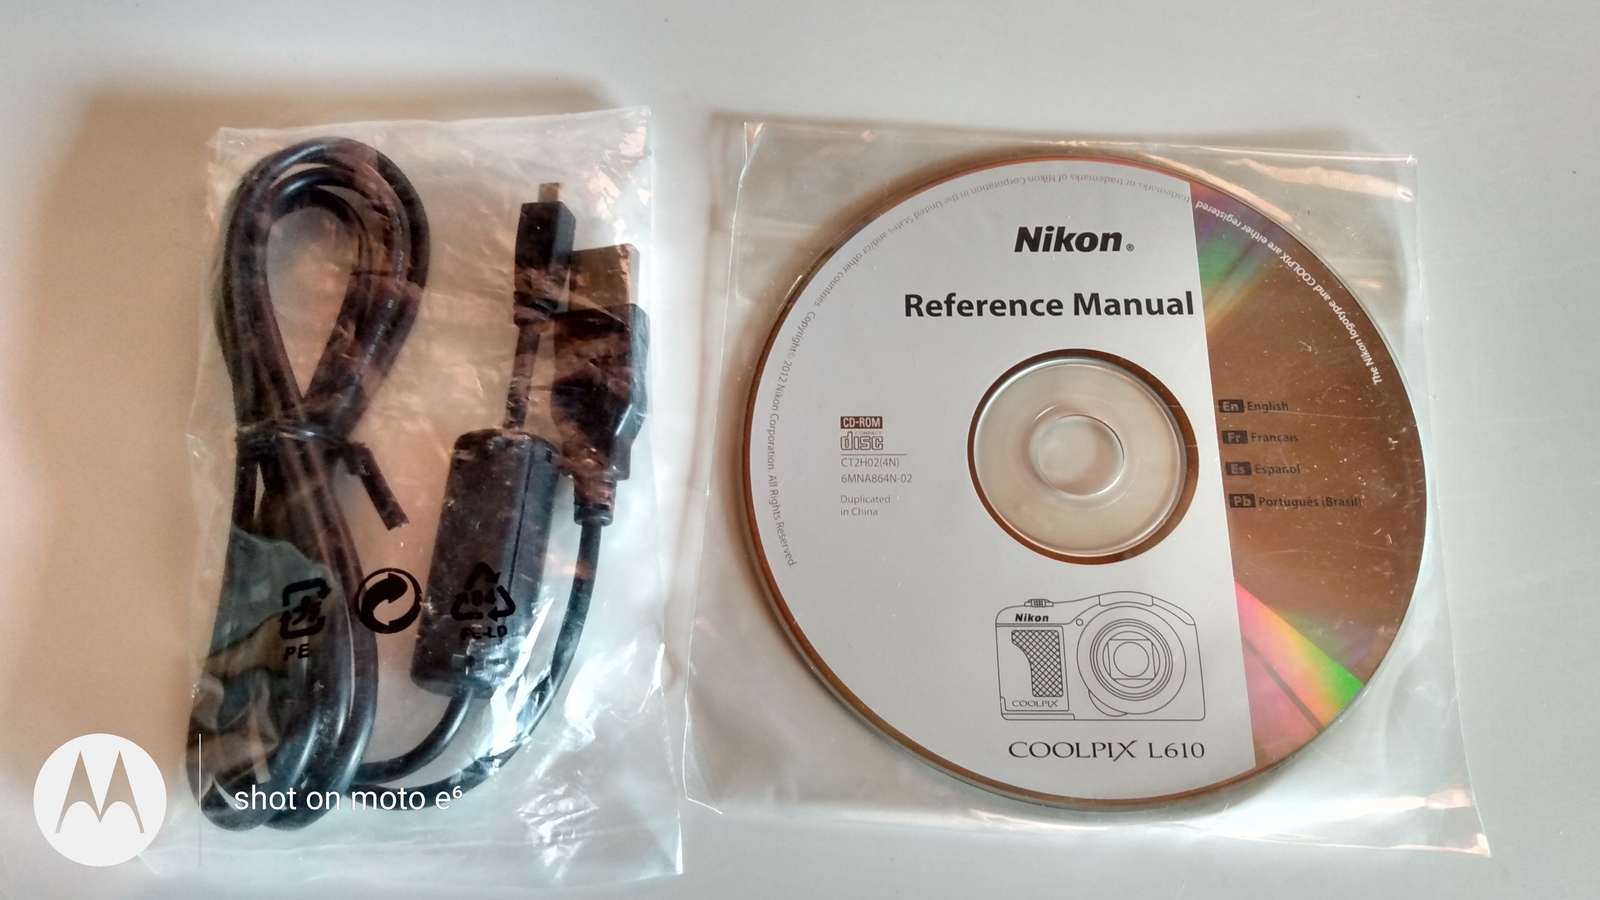 PE
04
PE-LD
Nikon®
Reference Manual
CD-ROM
COMPACT
disc
CT2H02(4N)
6MNA864N-02
Duplicated
in China
En English
Fr Français
Es Español
Pb Português (Brasil)
Nikon
COOLPIX
COOLPIX L610
The Nikon logotype and COOLPIX are either registered trademarks or trademarks of Nikon Corporation in the United States and/or other countries. Copyright© 2012 Nikon Corporation. All Rights Reserved.
shot on moto e⁶